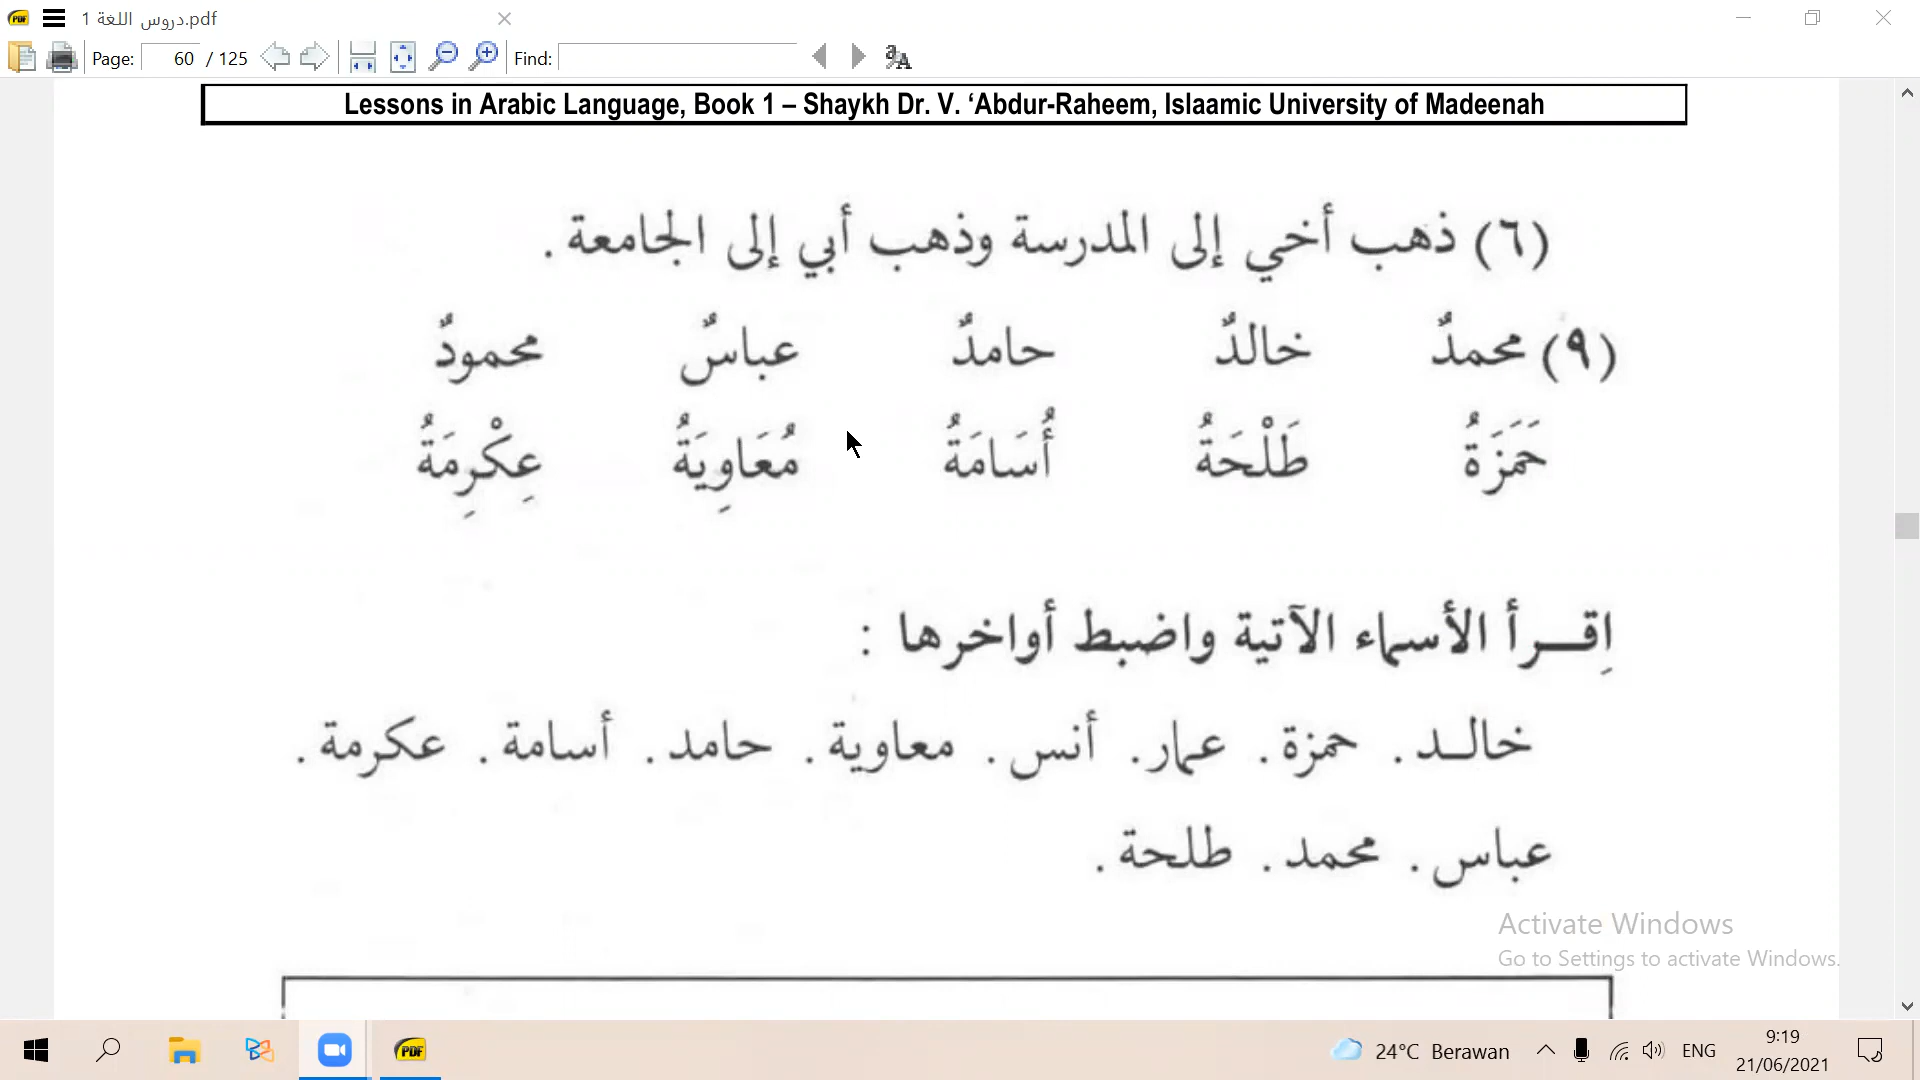 دروس اللغة 1.pdf
Page: 60 / 125 Find:
Lessons in Arabic Language, Book 1 – Shaykh Dr. V. ‘Abdur-Raheem, Islaamic University of Madeenah
(٦) ذهب أخي إلى المدرسة وذهب أبي إلى الجامعة .
(٩) محمدٌ خالدٌ حامدٌ عباسٌ محمودٌ
حَمَزَةُ طَلْحَةُ أُسَامَةُ مُعَاوِيَةُ عِكْرِمَةُ
اِقـــرأ الأسماء الآتية واضبط أواخرها :
خالـد . حمزة . عمار . أنس . معاوية . حامد . أسامة . عكرمة .
عباس . محمد . طلحة .
Activate Windows
Go to Settings to activate Windows.
24°C Berawan ENG 9:19
21/06/2021